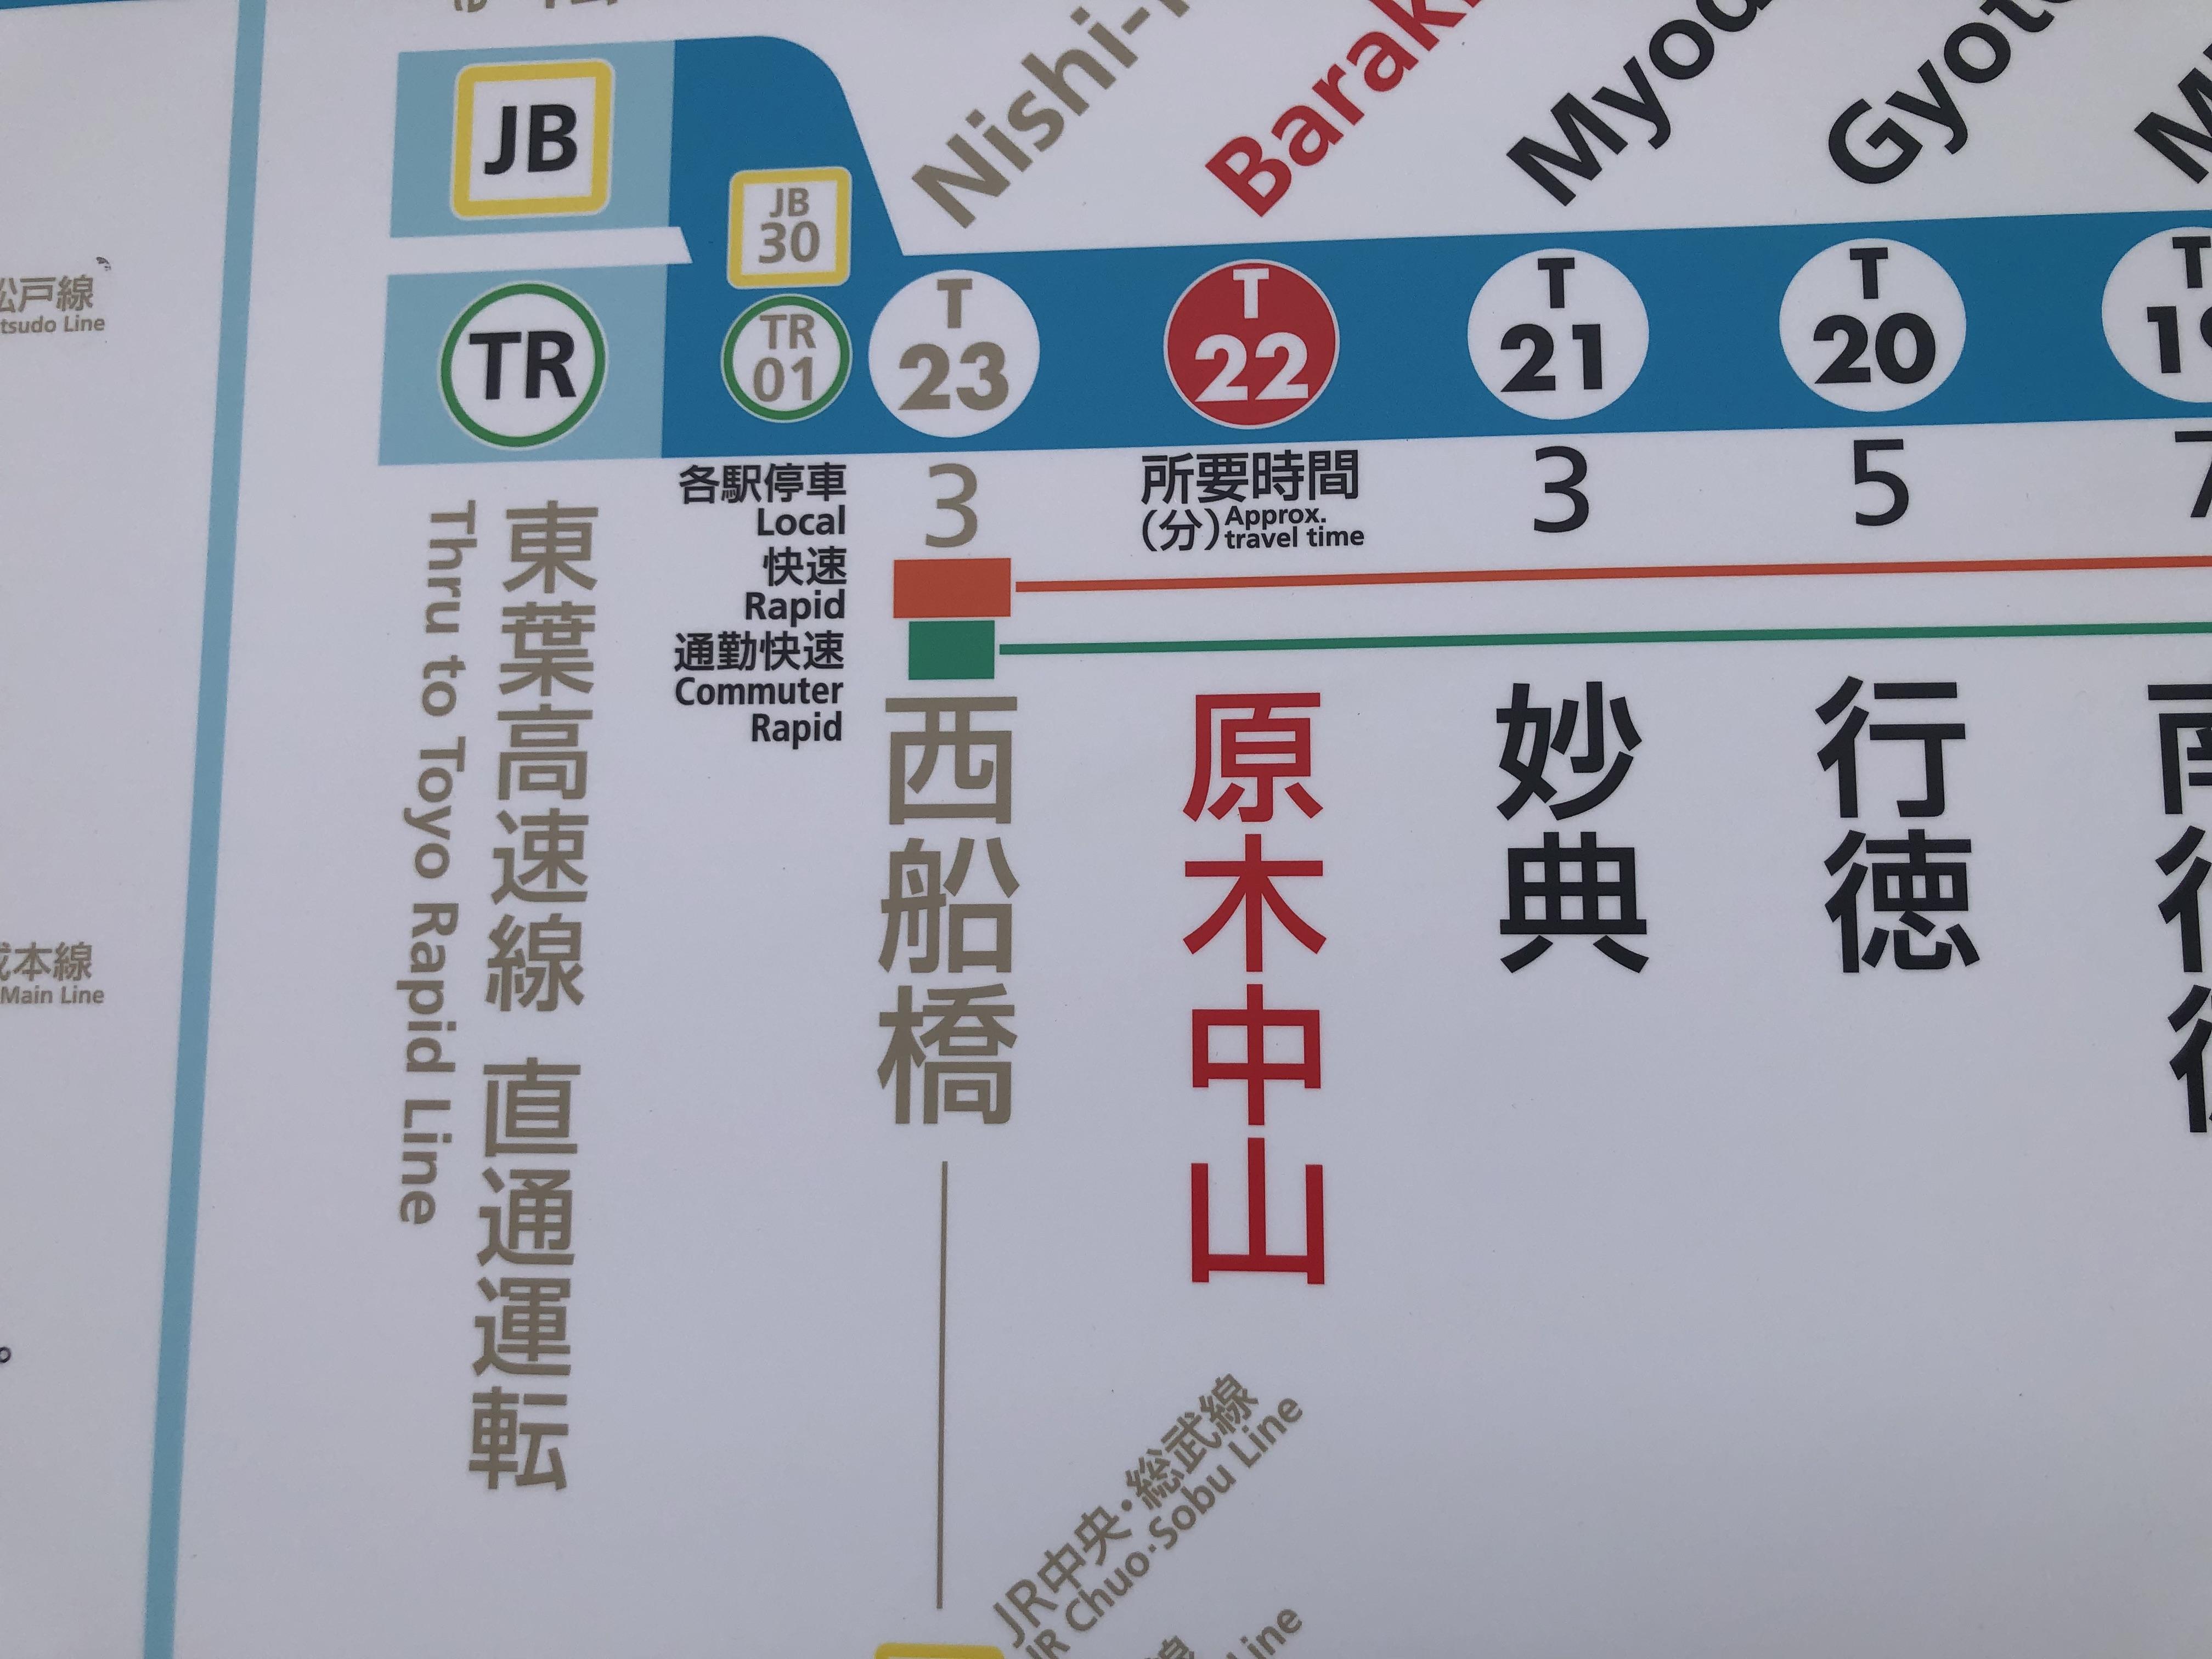 JB
JB
30
TR
TR
01
Baraki
T
23
T
22
T
21
T
20
T
各駅停車
Local
3
所要時間
(分)
Approx.
travel time
3
5
7
快速
Rapid
通勤快速
Commuter
Rapid
東葉高速線 直通運転
Thru to Toyo Rapid Line
西船橋
原木中山
妙典
行徳
JR中央・総武線
JR Chuo·Sobu Line
線
Line
松戸線
tsudo Line
本線
Main Line